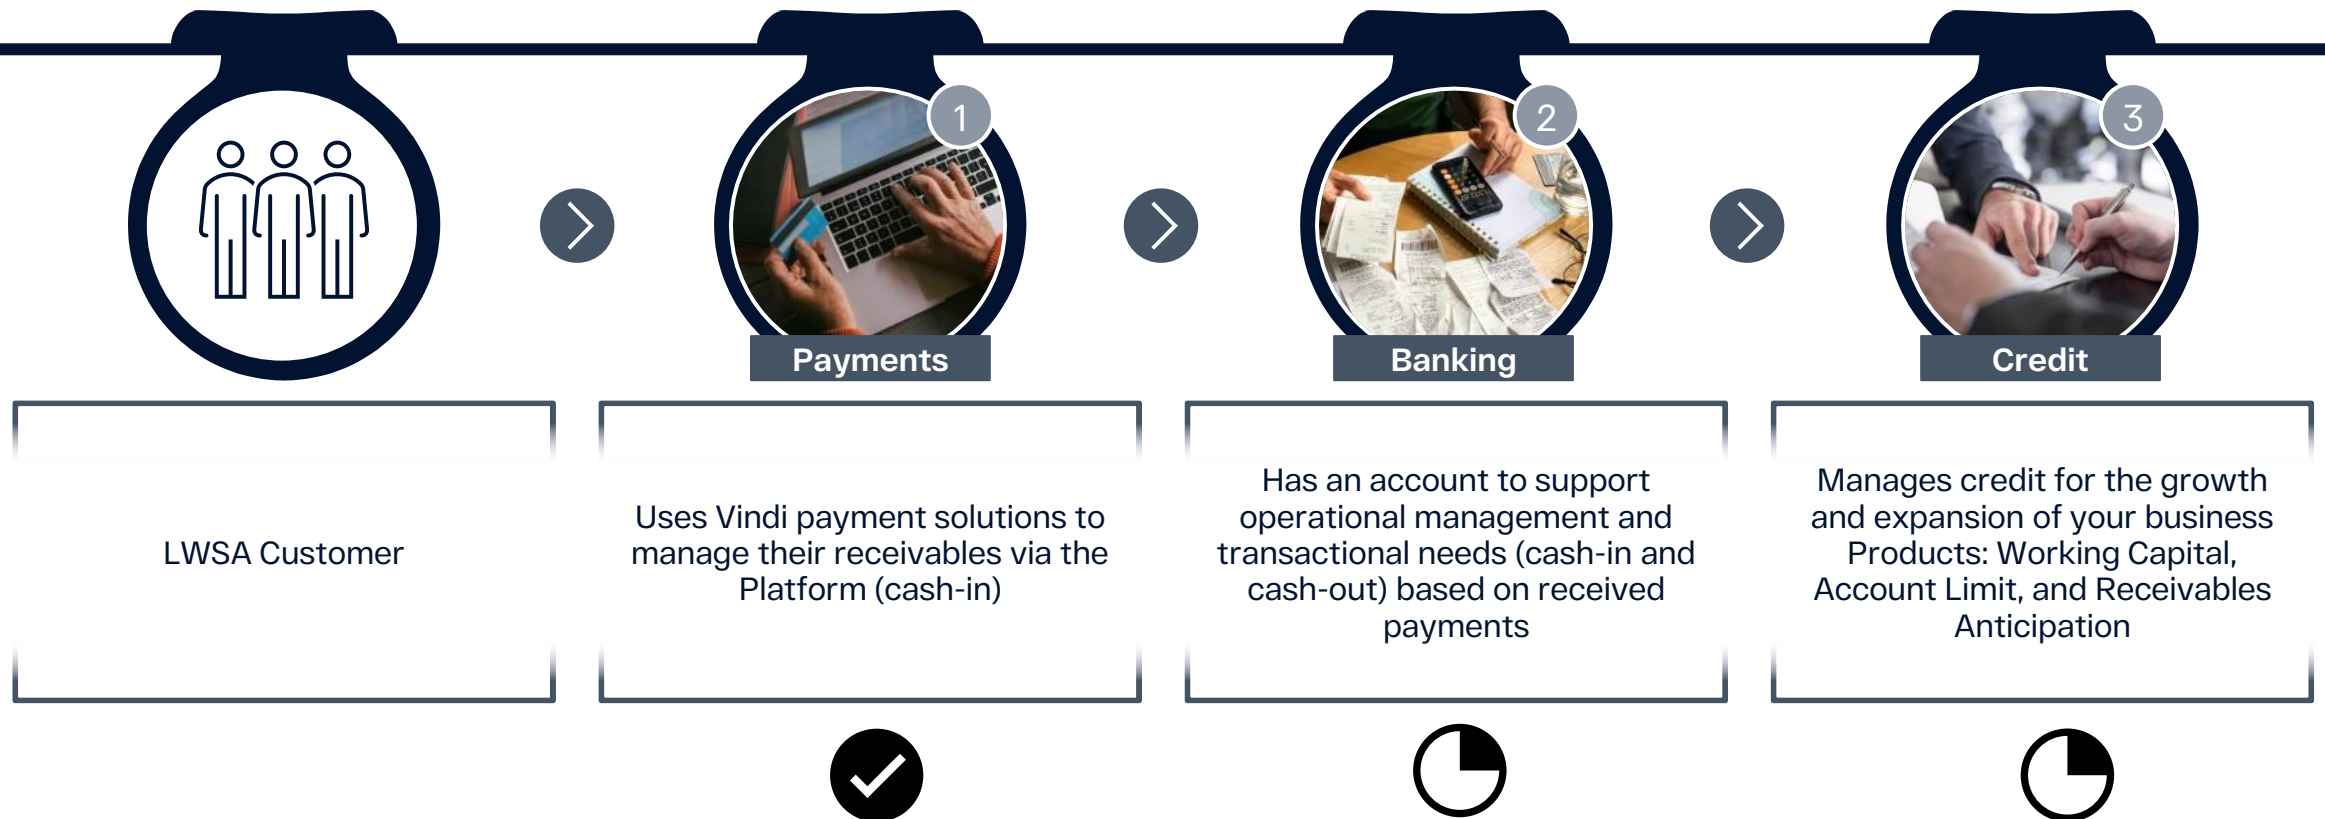 1
2
3
Payments
Banking
Credit
LWSA Customer
Uses Vindi payment solutions to
manage their receivables via the
Platform (cash-in)
Has an account to support
operational management and
transactional needs (cash-in and
cash-out) based on received
payments
Manages credit for the growth
and expansion of your business
Products: Working Capital,
Account Limit, and Receivables
Anticipation